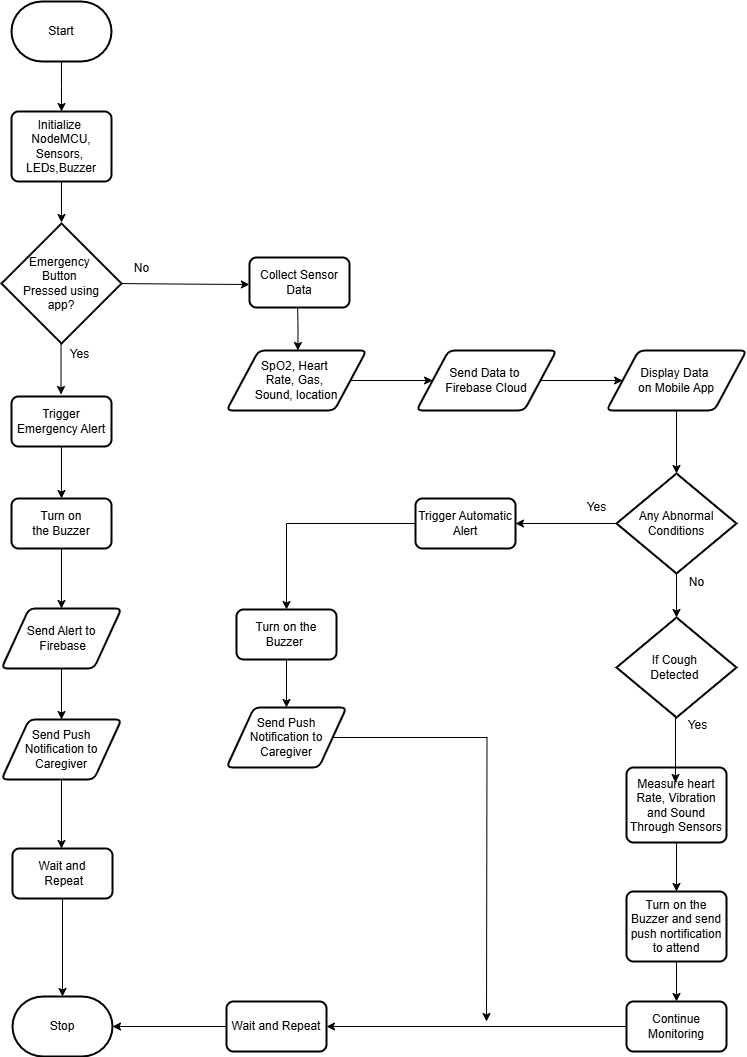 Start
Initialize
NodeMCU,
Sensors,
LEDs,Buzzer
Emergency
Button
Pressed using
app?
No
Yes
Collect Sensor
Data
SpO2, Heart
Rate, Gas,
Sound, location
Send Data to
Firebase Cloud
Display Data
on Mobile App
Trigger
Emergency Alert
Turn on
the Buzzer
Send Alert to
Firebase
Send Push
Notification to
Caregiver
Wait and
Repeat
Any Abnormal
Conditions
Yes
No
Trigger Automatic
Alert
Turn on the
Buzzer
Send Push
Notification to
Caregiver
If Cough
Detected
Yes
Measure heart
Rate, Vibration
and Sound
Through Sensors
Turn on the
Buzzer and send
push nortification
to attend
Continue
Monitoring
Wait and Repeat
Stop